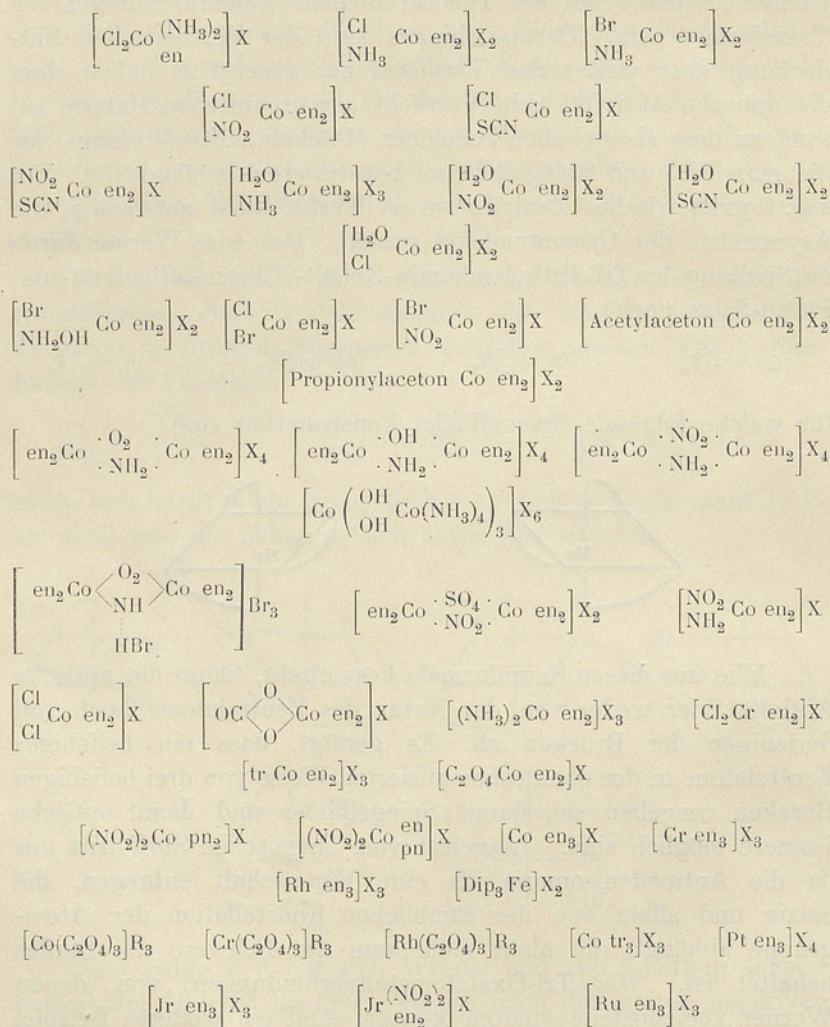 [Cl₂Co (NH₃)₂ en]X [Cl NH₃ Co en₂]X₂ [Br NH₃ Co en₂]X₂
[Cl NO₂ Co en₂]X [Cl SCN Co en₂]X
[NO₂ SCN Co en₂]X [H₂O NH₃ Co en₂]X₃ [H₂O NO₂ Co en₂]X₂ [H₂O SCN Co en₂]X₂
[H₂O Cl Co en₂]X₂
[Br NH₂OH Co en₂]X₂ [Cl Br Co en₂]X [Br NO₂ Co en₂]X [Acetylaceton Co en₂]X₂
[Propionylaceton Co en₂]X₂
[en₂Co · O₂ · · NH₂ · Co en₂]X₄ [en₂Co · OH · · NH₂ · Co en₂]X₄ [en₂Co · NO₂ · · NH₂ · Co en₂]X₄
[Co (OH OH Co(NH₃)₄)₃]X₆
[en₂Co < O₂ NH > Co en₂ HBr]Br₃ [en₂Co · SO₄ · · NO₂ · Co en₂]X₂ [NO₂ NH₂ Co en₂]X
[Cl Cl Co en₂]X [OC < O O > Co en₂]X [(NH₃)₂Co en₂]X₃ [Cl₂Cr en₂]X
[tr Co en₂]X₃ [C₂O₄Co en₂]X
[(NO₂)₂Co pn₂]X [(NO₂)₂Co en pn]X [Co en₃]X [Cr en₃]X₃
[Rh en₃]X₃ [Dip₃Fe]X₂
[Co(C₂O₄)₃]R₃ [Cr(C₂O₄)₃]R₃ [Rh(C₂O₄)₃]R₃ [Co tr₃]X₃ [Pt en₃]X₄
[Jr en₃]X₃ [Jr (NO₂)₂ en₂]X [Ru en₃]X₃